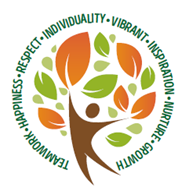 TEAMWORK • HAPPINESS • RESPECT • INDIVIDUALITY • VIBRANT • INSPIRATION • NURTURE • GROWTH